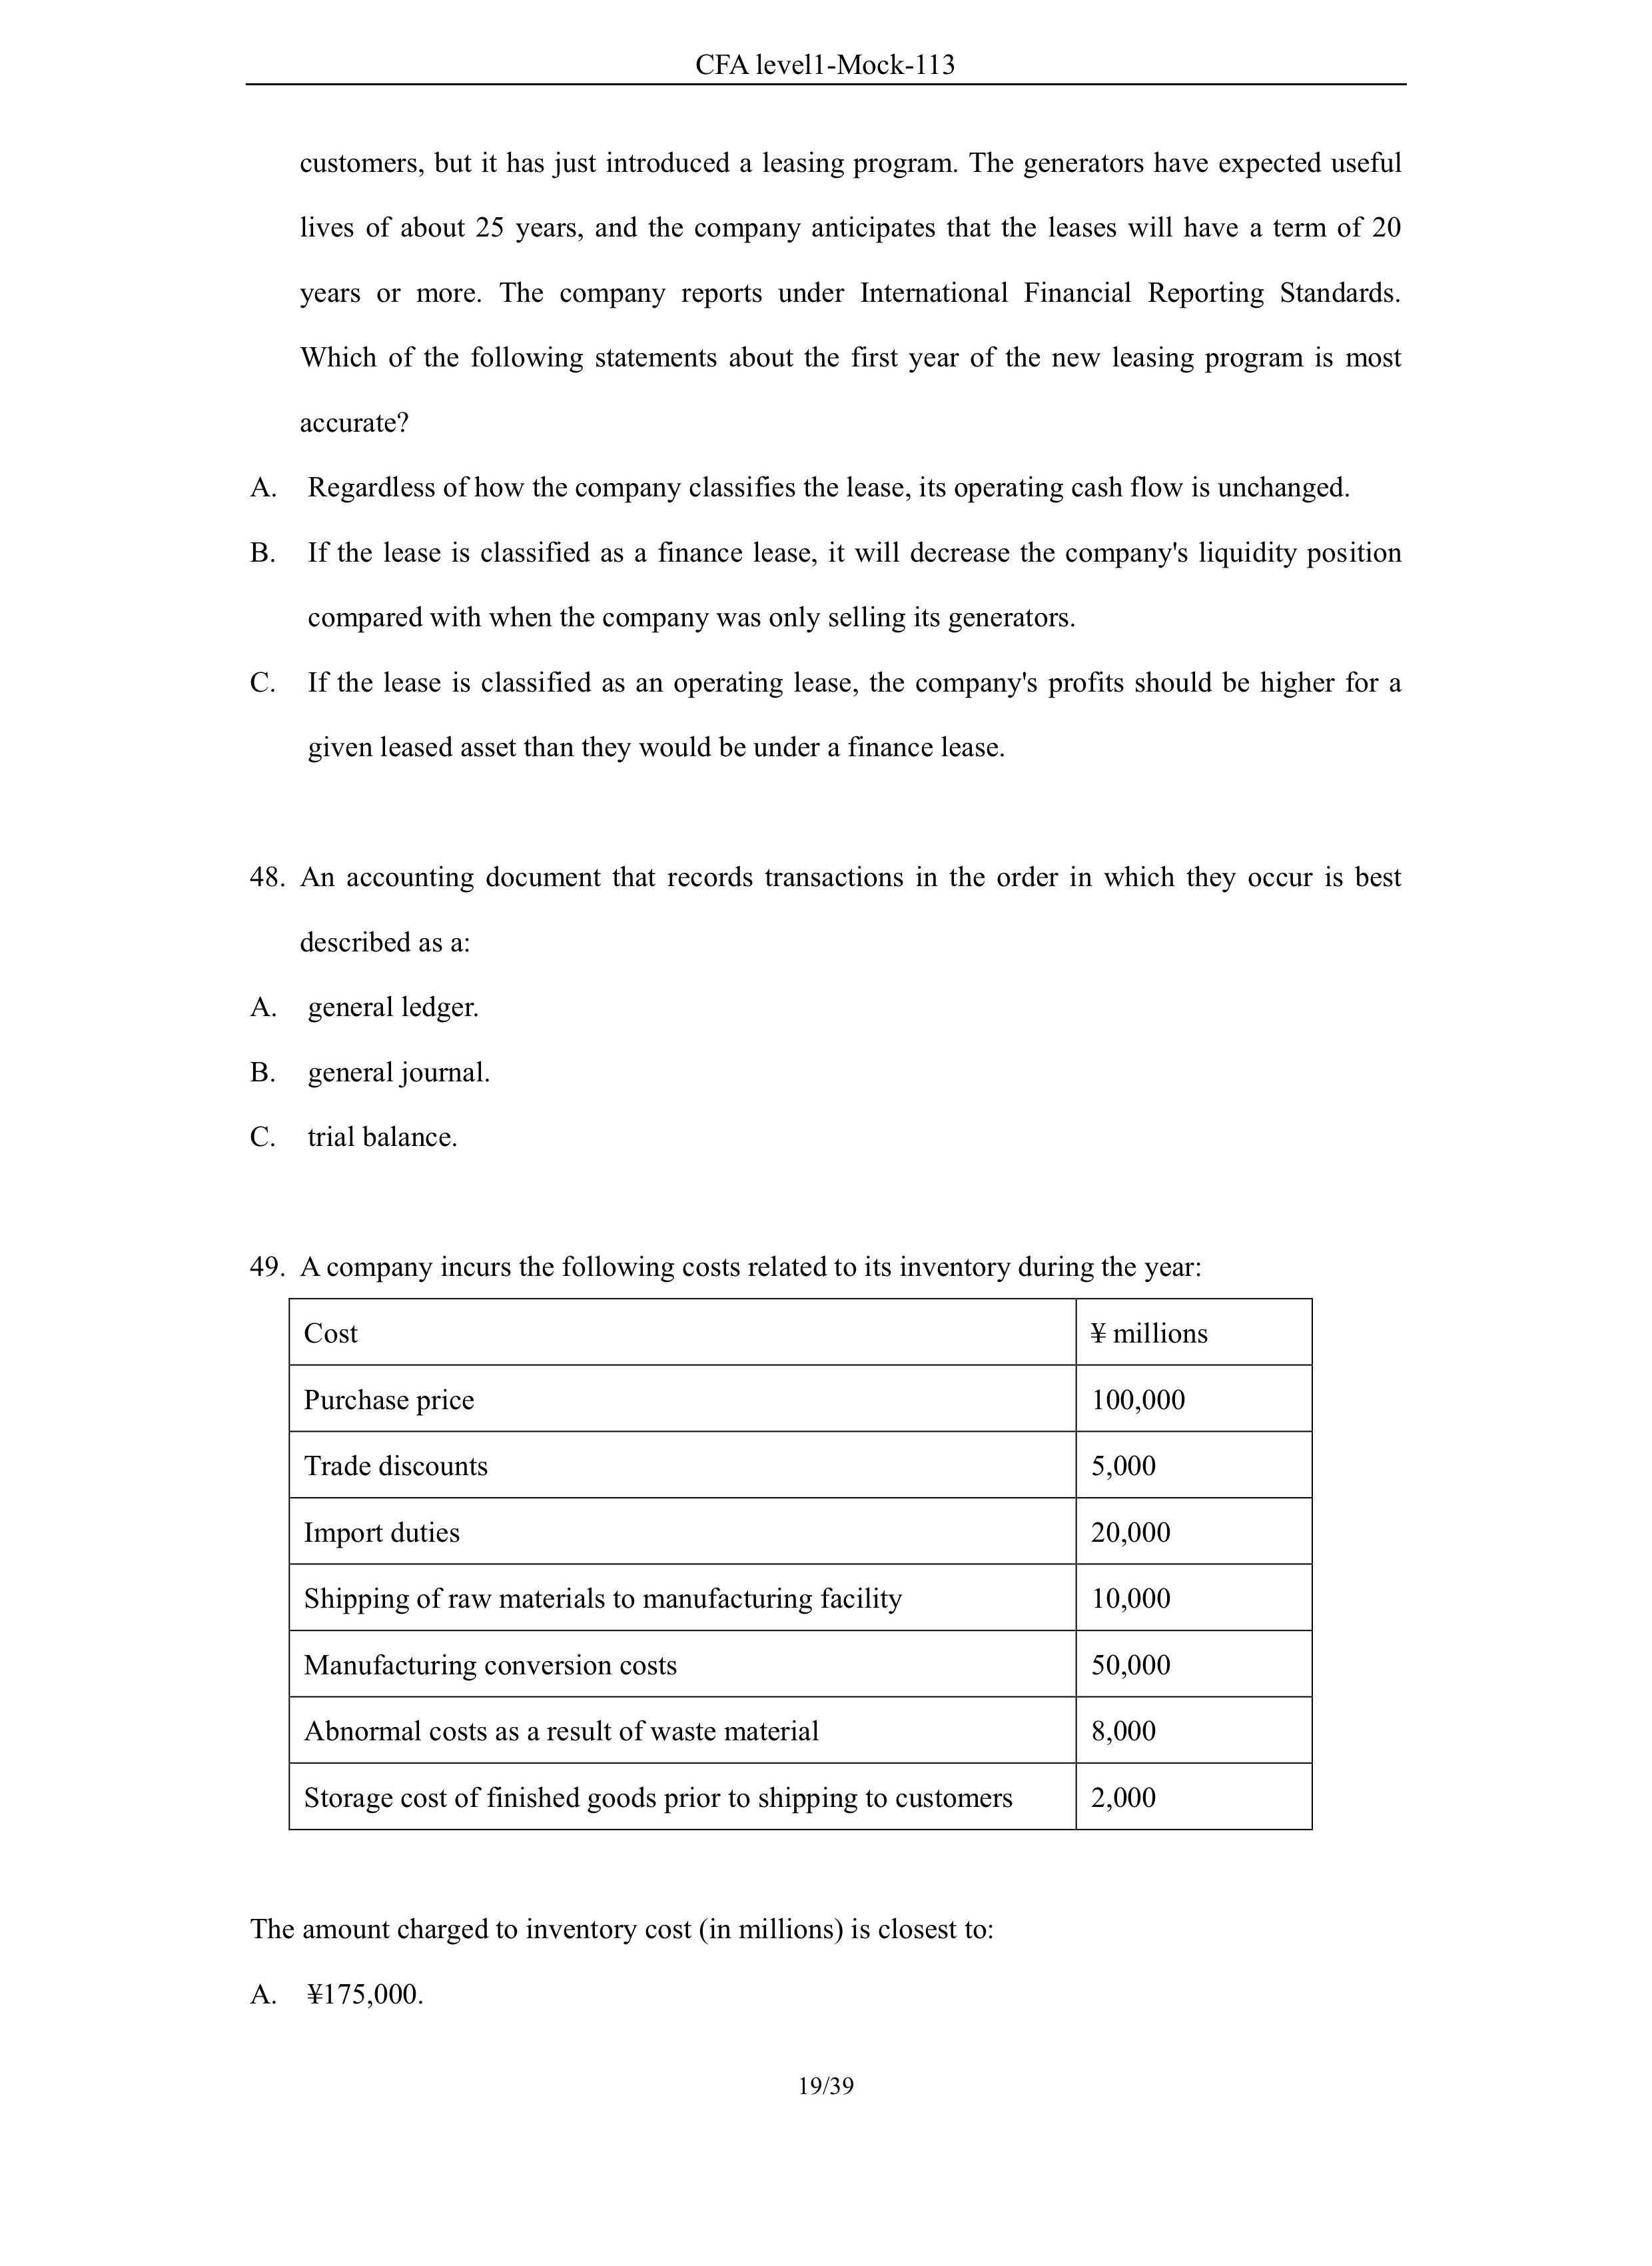 CFA level1-Mock-113
customers, but it has just introduced a leasing program. The generators have expected useful
lives of about 25 years, and the company anticipates that the leases will have a term of 20
years or more. The company reports under International Financial Reporting Standards.
Which of the following statements about the first year of the new leasing program is most
accurate?
A. Regardless of how the company classifies the lease, its operating cash flow is unchanged.
B. If the lease is classified as a finance lease, it will decrease the company's liquidity position
compared with when the company was only selling its generators.
C. If the lease is classified as an operating lease, the company's profits should be higher for a
given leased asset than they would be under a finance lease.
48. An accounting document that records transactions in the order in which they occur is best
described as a:
A. general ledger.
B. general journal.
C. trial balance.
49. A company incurs the following costs related to its inventory during the year:
Cost ¥ millions
Purchase price 100,000
Trade discounts 5,000
Import duties 20,000
Shipping of raw materials to manufacturing facility 10,000
Manufacturing conversion costs 50,000
Abnormal costs as a result of waste material 8,000
Storage cost of finished goods prior to shipping to customers 2,000
The amount charged to inventory cost (in millions) is closest to:
A. ¥175,000.
19/39